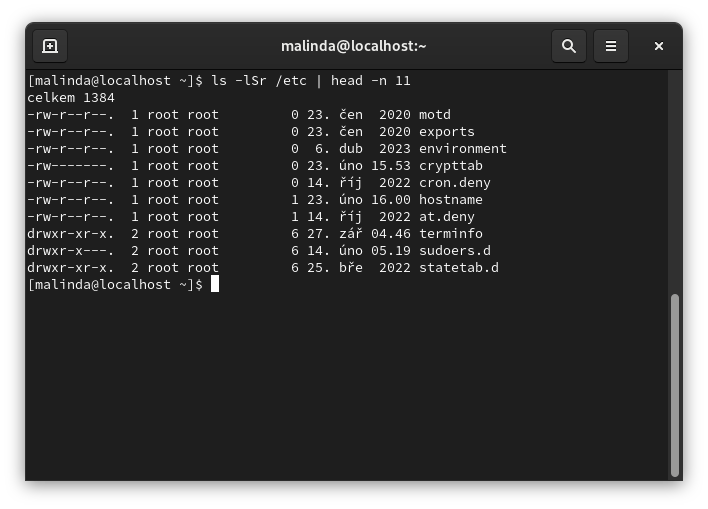 malinda@localhost:~
[malinda@localhost ~]$ ls -lSr /etc | head -n 11
celkem 1384
-rw-r--r--.  1 root root         0 23. čen  2020 motd
-rw-r--r--.  1 root root         0 23. čen  2020 exports
-rw-r--r--.  1 root root         0  6. dub  2023 environment
-rw-------.  1 root root         0 23. úno 15.53 crypttab
-rw-r--r--.  1 root root         0 14. říj  2022 cron.deny
-rw-r--r--.  1 root root         1 23. úno 16.00 hostname
-rw-r--r--.  1 root root         1 14. říj  2022 at.deny
drwxr-xr-x.  2 root root         6 27. zář 04.46 terminfo
drwxr-x---.  2 root root         6 14. úno 05.19 sudoers.d
drwxr-xr-x.  2 root root         6 25. bře  2022 statetab.d
[malinda@localhost ~]$